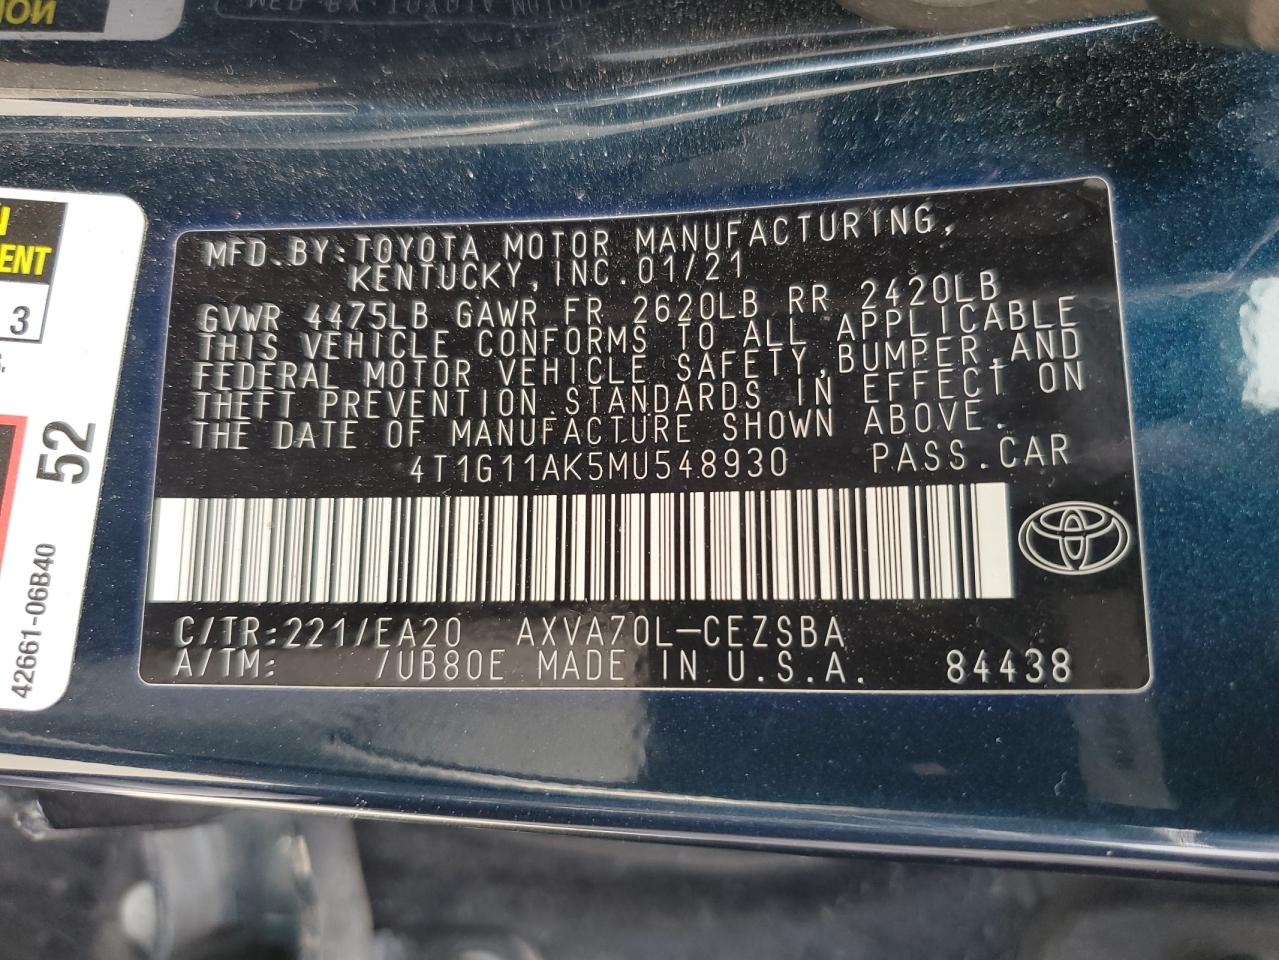 MFD.BY:TOYOTA MOTOR MANUFACTURING,
KENTUCKY,INC.01/21
GVWR 4475LB GAWR FR 2620LB RR 2420LB
THIS VEHICLE CONFORMS TO ALL APPLICABLE
FEDERAL MOTOR VEHICLE SAFETY,BUMPER,AND
THEFT PREVENTION STANDARDS IN EFFECT ON
THE DATE OF MANUFACTURE SHOWN ABOVE.
4T1G11AK5MU548930 PASS.CAR
C/TR:221/EA20 AXVA70L-CEZSBA
A/TM: /UB80E MADE IN U.S.A. 84438
3
52
42661-06B40